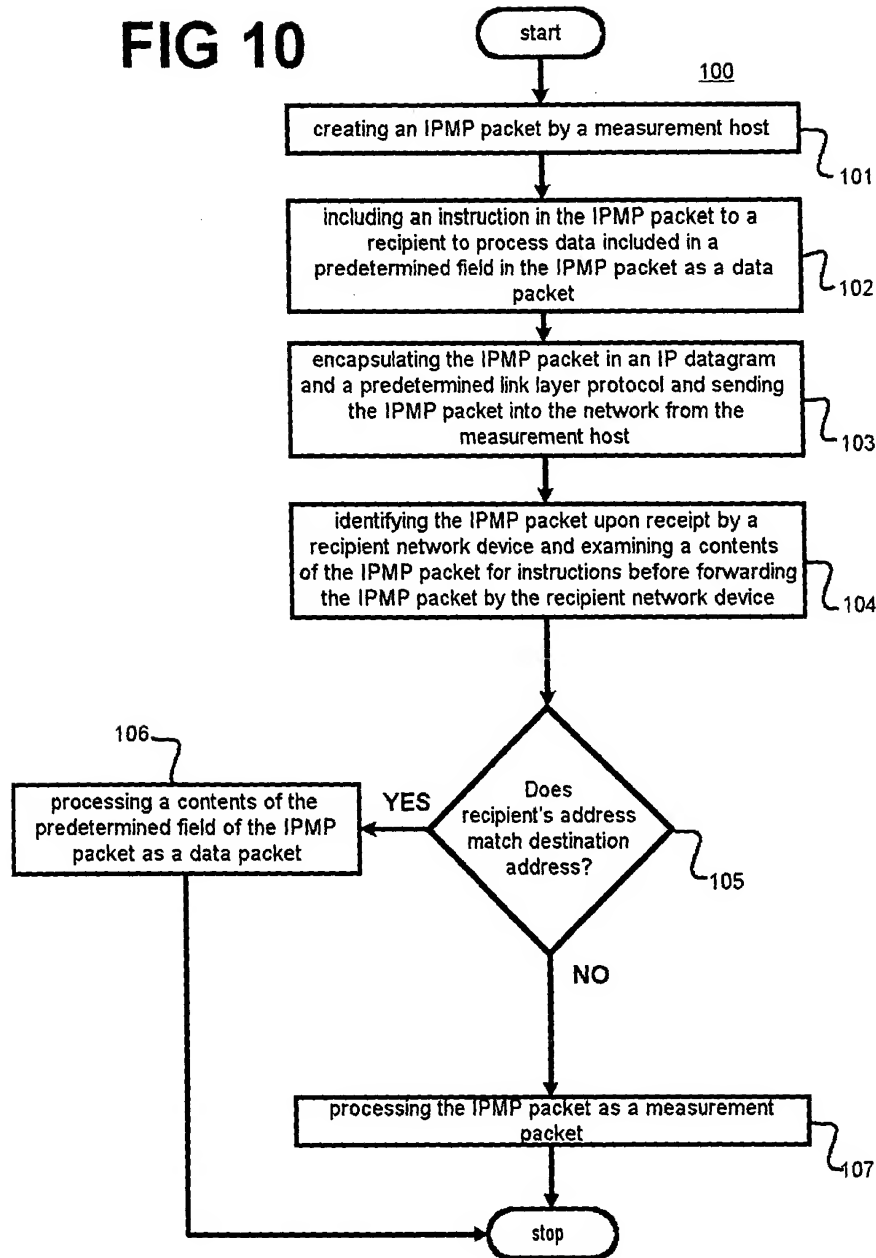 FIG 10
start
100
creating an IPMP packet by a measurement host
101
including an instruction in the IPMP packet to a
recipient to process data included in a
predetermined field in the IPMP packet as a data
packet
102
encapsulating the IPMP packet in an IP datagram
and a predetermined link layer protocol and sending
the IPMP packet into the network from the
measurement host
103
identifying the IPMP packet upon receipt by a
recipient network device and examining a contents
of the IPMP packet for instructions before forwarding
the IPMP packet by the recipient network device
104
Does
recipient's address
match destination
address?
105
YES
106
processing a contents of the
predetermined field of the IPMP
packet as a data packet
NO
processing the IPMP packet as a measurement
packet
107
stop